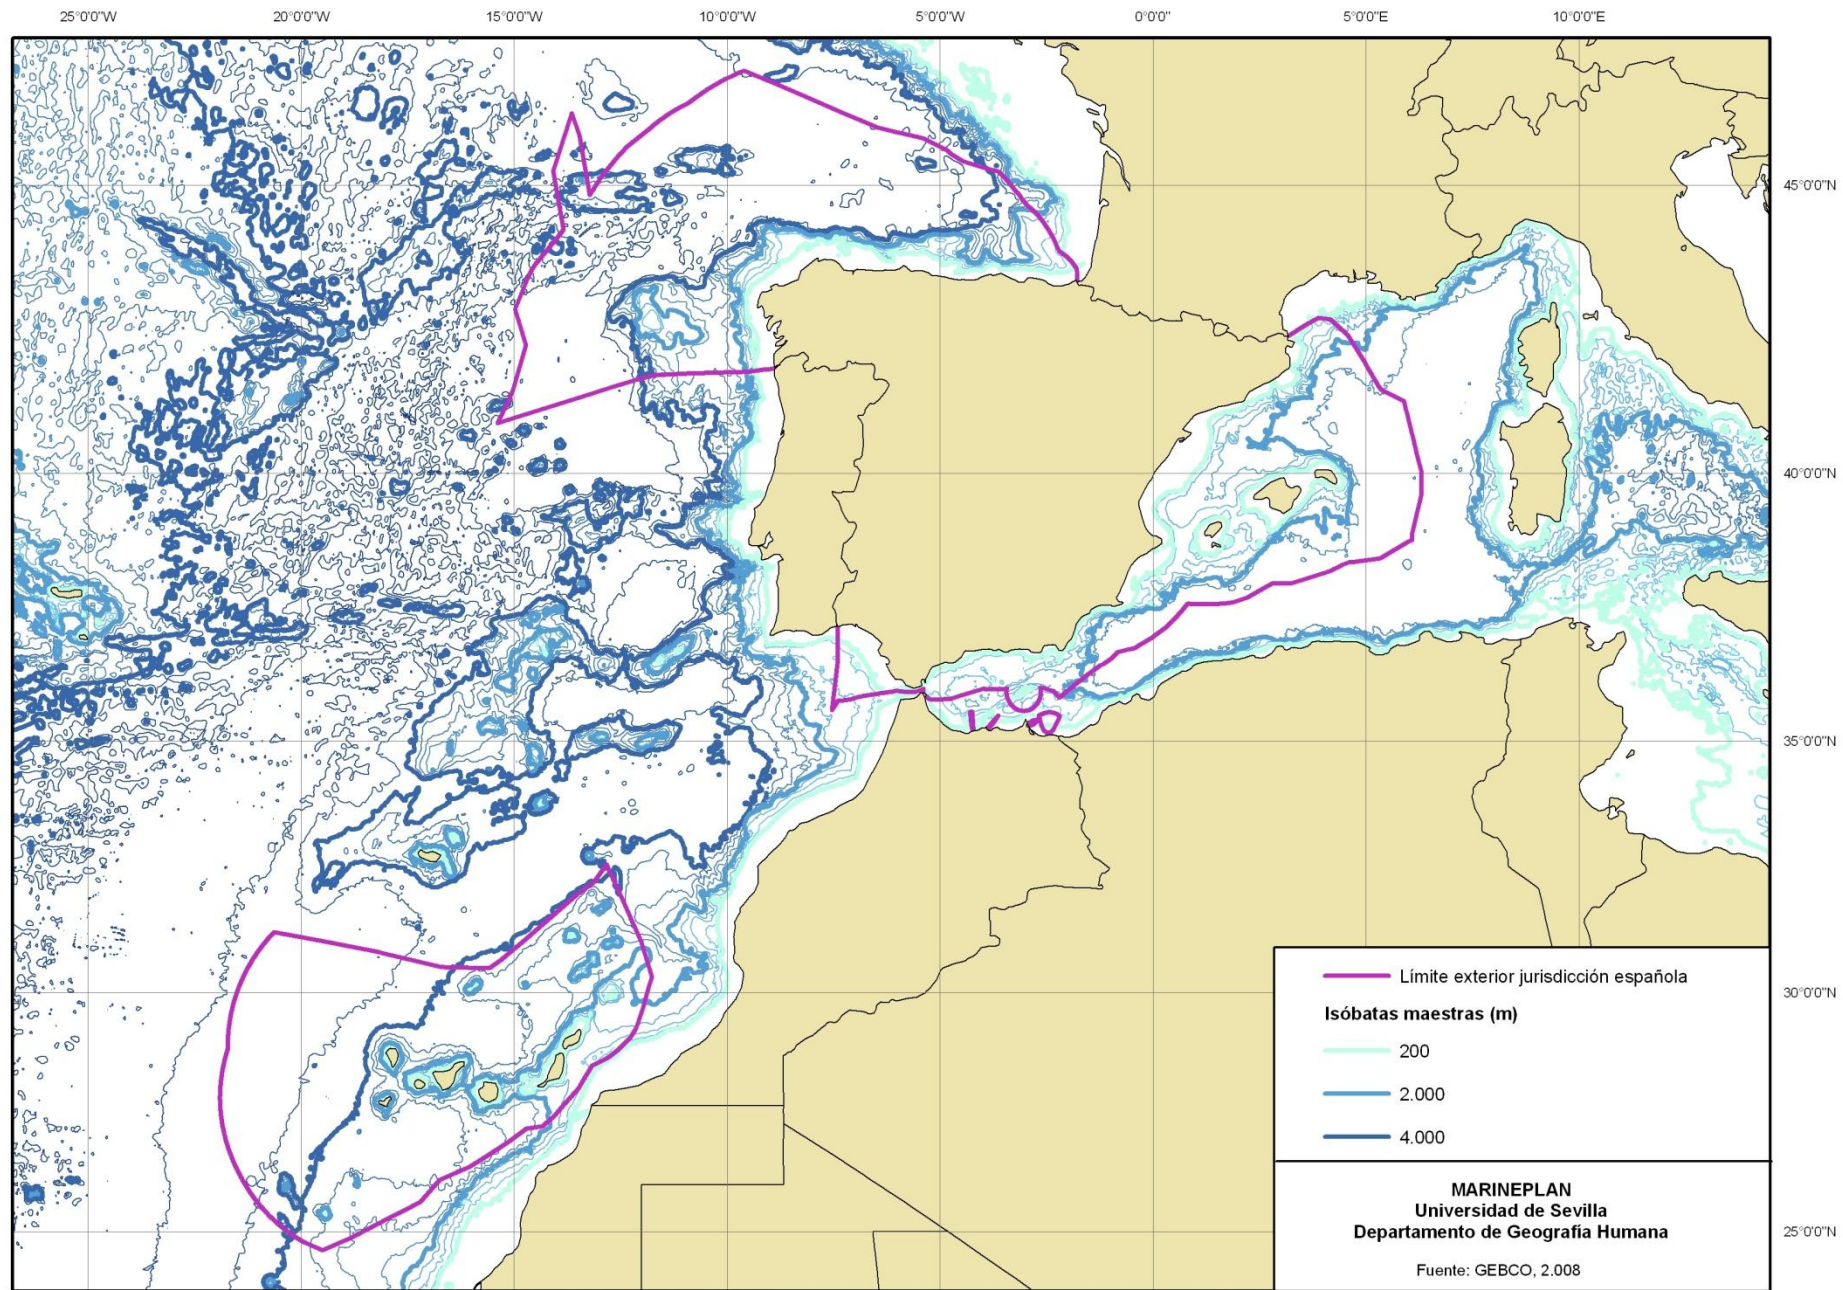 25°0'0"W
20°0'0"W
15°0'0"W
10°0'0"W
5°0'0"W
0°0'0"
5°0'0"E
10°0'0"E
45°0'0"N
40°0'0"N
35°0'0"N
30°0'0"N
25°0'0"N
Límite exterior jurisdicción española
Isóbatas maestras (m)
200
2.000
4.000
MARINEPLAN
Universidad de Sevilla
Departamento de Geografía Humana
Fuente: GEBCO, 2.008